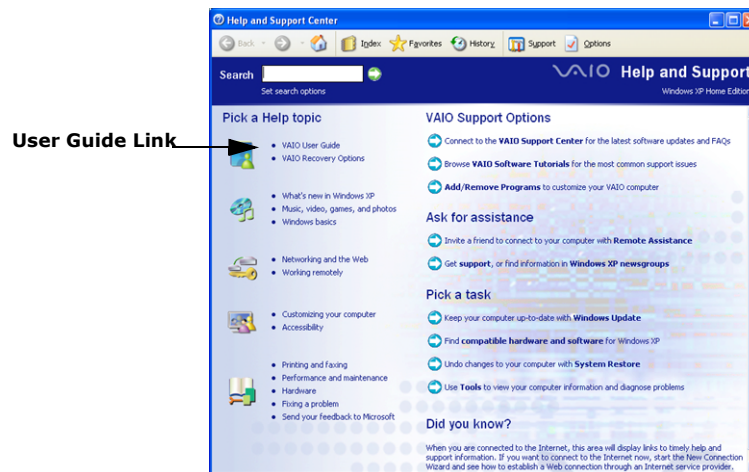 Help and Support Center
Back
Index
Favorites
History
Support
Options
Search
Set search options
VAIO Help and Support
Windows XP Home Edition
User Guide Link
Pick a Help topic
VAIO User Guide
VAIO Recovery Options
What's new in Windows XP
Music, video, games, and photos
Windows basics
Networking and the Web
Working remotely
Customizing your computer
Accessibility
Printing and faxing
Performance and maintenance
Hardware
Fixing a problem
Send your feedback to Microsoft
VAIO Support Options
Connect to the VAIO Support Center for the latest software updates and FAQs
Browse VAIO Software Tutorials for the most common support issues
Add/Remove Programs to customize your VAIO computer
Ask for assistance
Invite a friend to connect to your computer with Remote Assistance
Get support, or find information in Windows XP newsgroups
Pick a task
Keep your computer up-to-date with Windows Update
Find compatible hardware and software for Windows XP
Undo changes to your computer with System Restore
Use Tools to view your computer information and diagnose problems
Did you know?
When you are connected to the Internet, this area will display links to timely help and
support information. If you want to connect to the Internet now, start the New Connection
Wizard and see how to establish a Web connection through an Internet service provider.